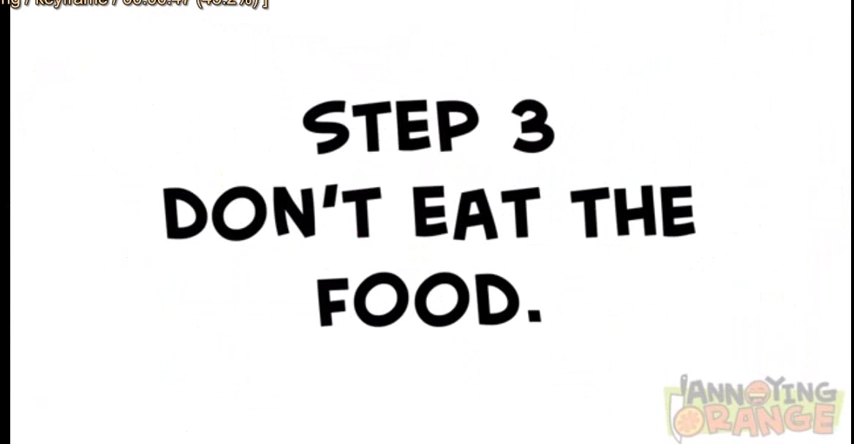 STEP 3
DON'T EAT THE
FOOD.
ANNOYING
ORANGE